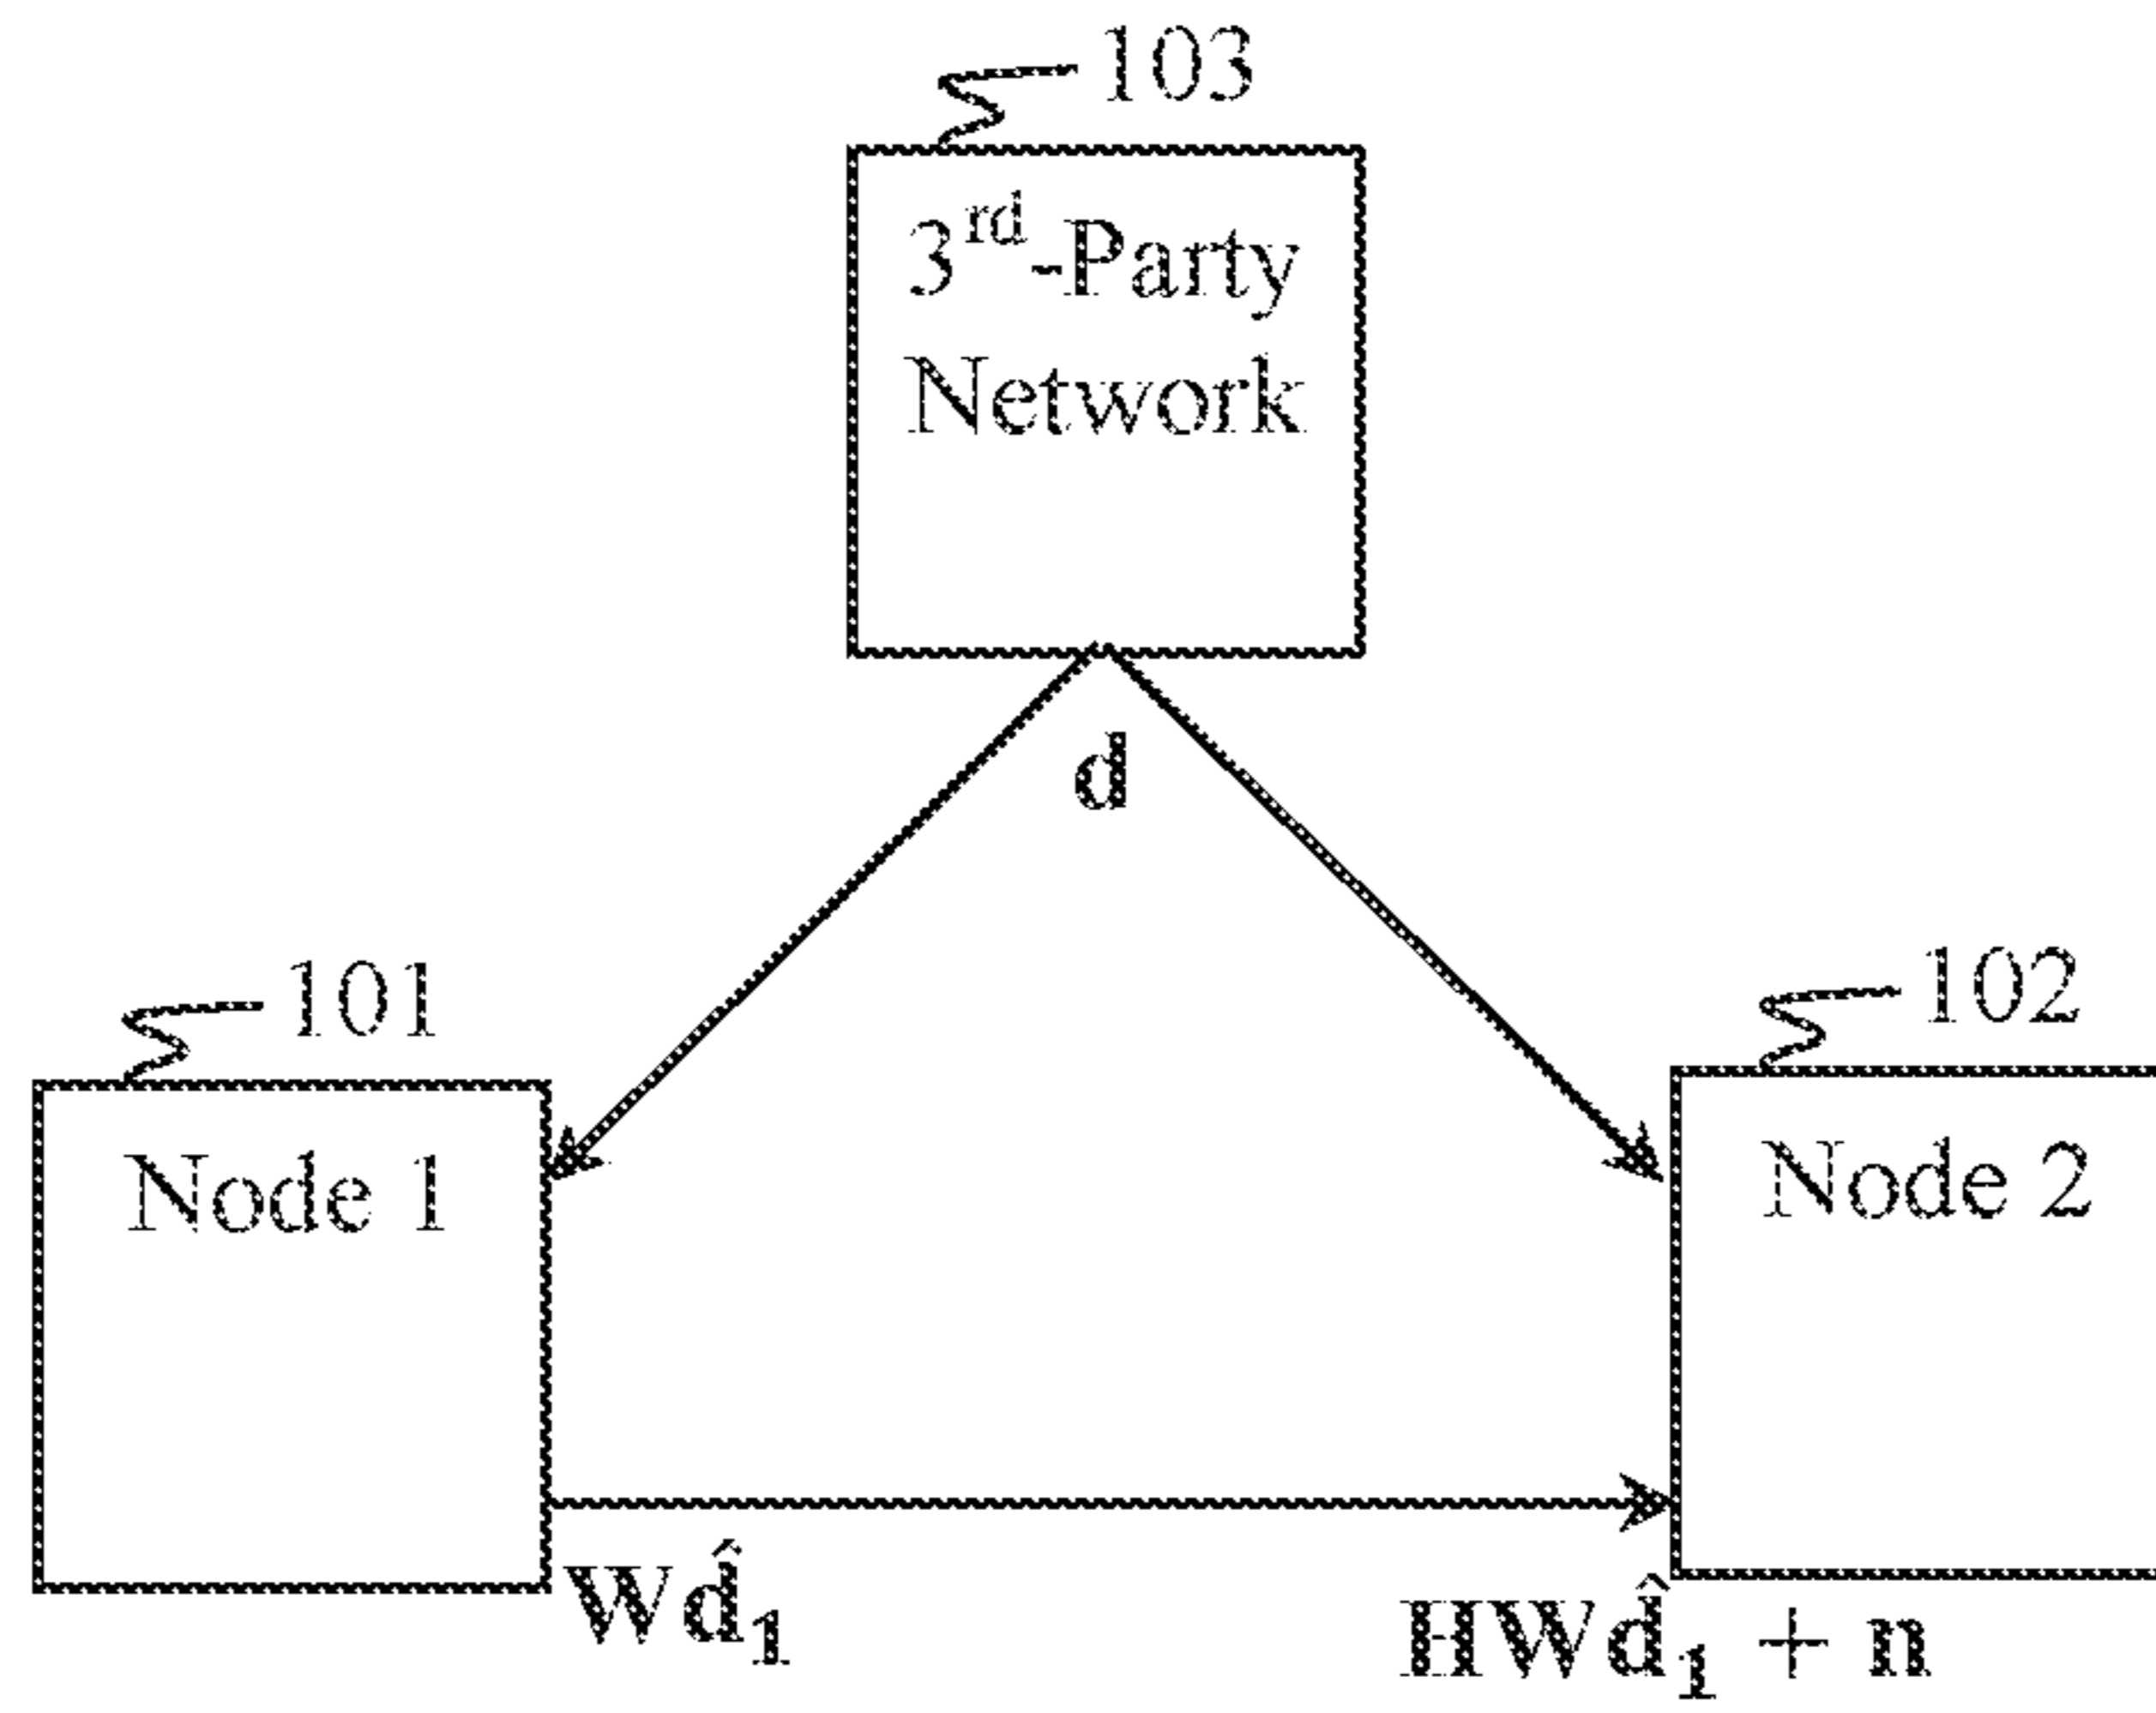 103
3rd-Party
Network
d
101
102
Node 1
Node 2
Wd̂1
HWd̂1 + n